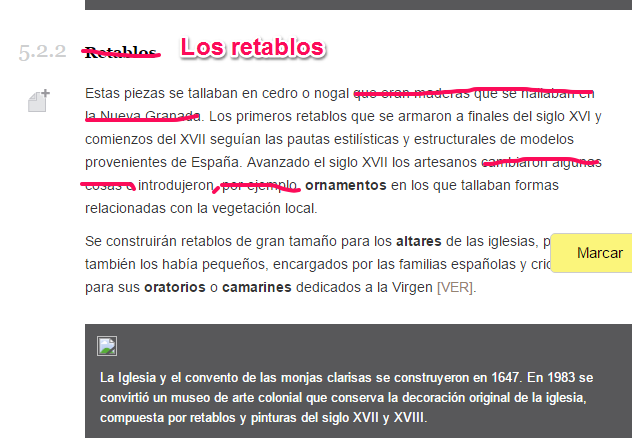 5.2.2 Retablos Los retablos
Estas piezas se tallaban en cedro o nogal que eran maderas que se hallaban en
la Nueva Granada. Los primeros retablos que se armaron a finales del siglo XVI y
comienzos del XVII seguían las pautas estilísticas y estructurales de modelos
provenientes de España. Avanzado el siglo XVII los artesanos cambiaron algunas
cosas e introdujeron, por ejemplo, ornamentos en los que tallaban formas
relacionadas con la vegetación local.
Se construirán retablos de gran tamaño para los altares de las iglesias, p
Marcar
también los había pequeños, encargados por las familias españolas y crio
para sus oratorios o camarines dedicados a la Virgen [VER].
La Iglesia y el convento de las monjas clarisas se construyeron en 1647. En 1983 se
convirtió un museo de arte colonial que conserva la decoración original de la iglesia,
compuesta por retablos y pinturas del siglo XVII y XVIII.